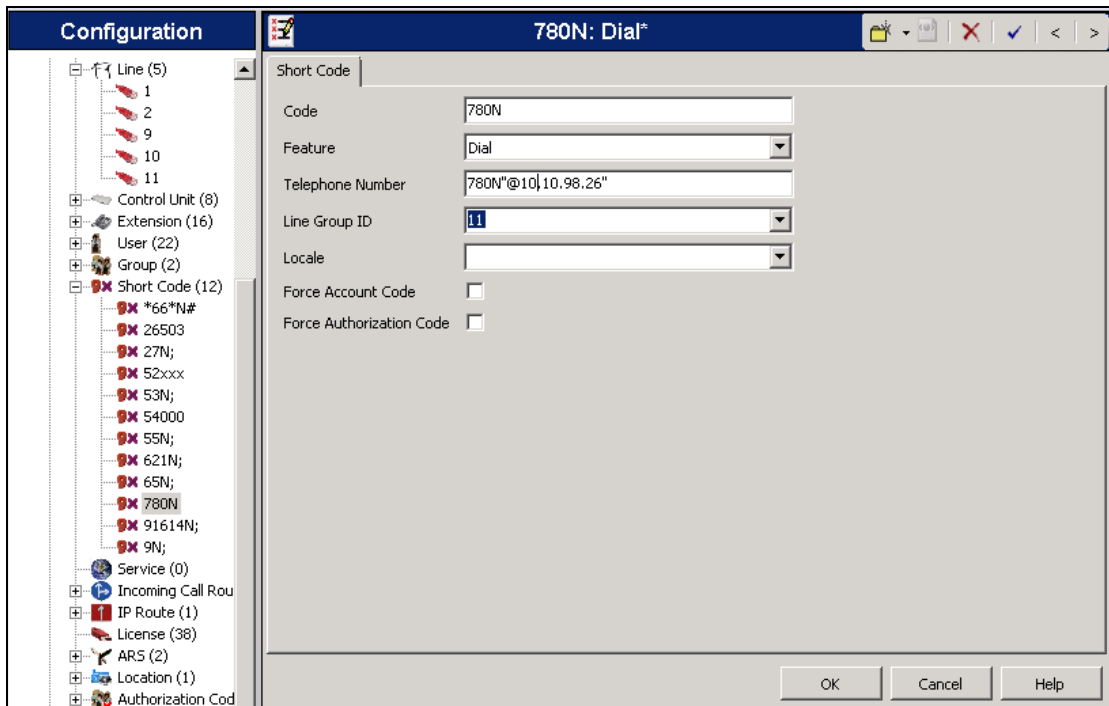 Configuration
Line (5)
1
2
9
10
11
Control Unit (8)
Extension (16)
User (22)
Group (2)
Short Code (12)
*66*N#
26503
27N;
52xxx
53N;
54000
55N;
621N;
65N;
780N
91614N;
9N;
Service (0)
Incoming Call Rou
IP Route (1)
License (38)
ARS (2)
Location (1)
Authorization Cod
780N: Dial*
< >
Short Code
Code 780N
Feature Dial
Telephone Number 780N"@10.10.98.26"
Line Group ID 11
Locale
Force Account Code
Force Authorization Code
OK Cancel Help